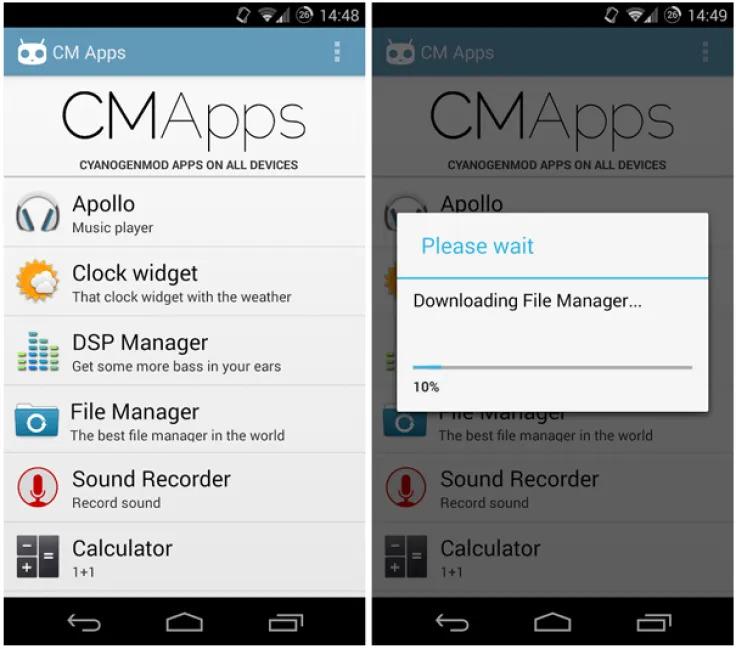 26 14:48
CM Apps
CMApps
CYANOGENMOD APPS ON ALL DEVICES
Apollo
Music player
Clock widget
That clock widget with the weather
DSP Manager
Get some more bass in your ears
File Manager
The best file manager in the world
Sound Recorder
Record sound
Calculator
1+1
26 14:49
CM Apps
CMApps
CYANOGENMOD APPS ON ALL DEVICES
Apollo
Please wait
Downloading File Manager...
10%
File Manager
The best file manager in the world
Sound Recorder
Record sound
Calculator
1+1